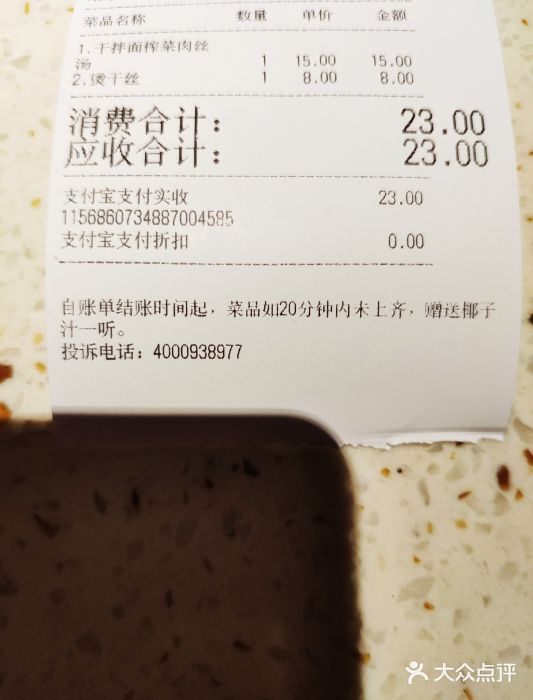 菜品名称 数量 单价 金额
1.干拌面榨菜肉丝
汤 1 15.00 15.00
2.烫干丝 1 8.00 8.00
消费合计： 23.00
应收合计： 23.00
支付宝支付实收 23.00
1156860734887004585
支付宝支付折扣 0.00
自账单结账时间起，菜品如20分钟内未上齐，赠送椰子
汁一听。
投诉电话：4000938977
大众点评